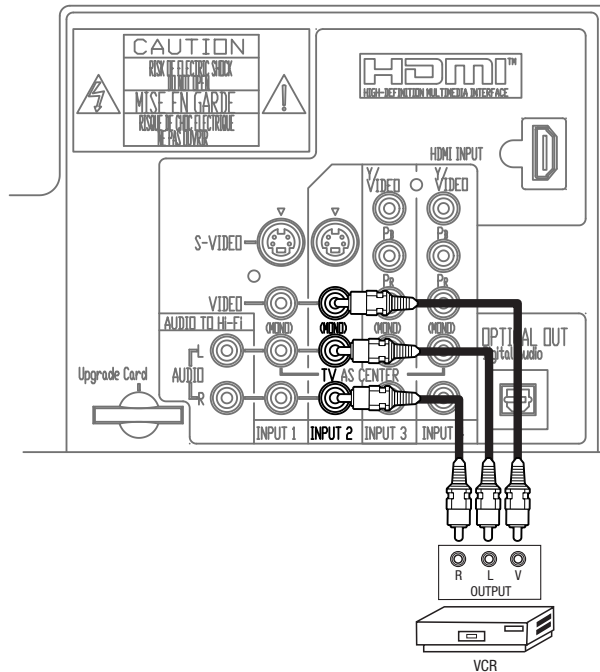 CAUTION
RISK OF ELECTRIC SHOCK
DO NOT OPEN
MISE EN GARDE
RISQUE DE CHOC ELECTRIQUE
NE PAS OUVRIR
HDMI™
HIGH-DEFINITION MULTIMEDIA INTERFACE
HDMI INPUT
Y/ VIDEO
Y/ VIDEO
S-VIDEO
PB
PB
PR
PR
VIDEO
(MONO) (MONO) (MONO) (MONO)
AUDIO TO Hi-Fi
OPTICAL OUT
Digital Audio
L
AUDIO
R
TV AS CENTER
Upgrade Card
INPUT 1 INPUT 2 INPUT 3 INPUT
R L V
OUTPUT
VCR